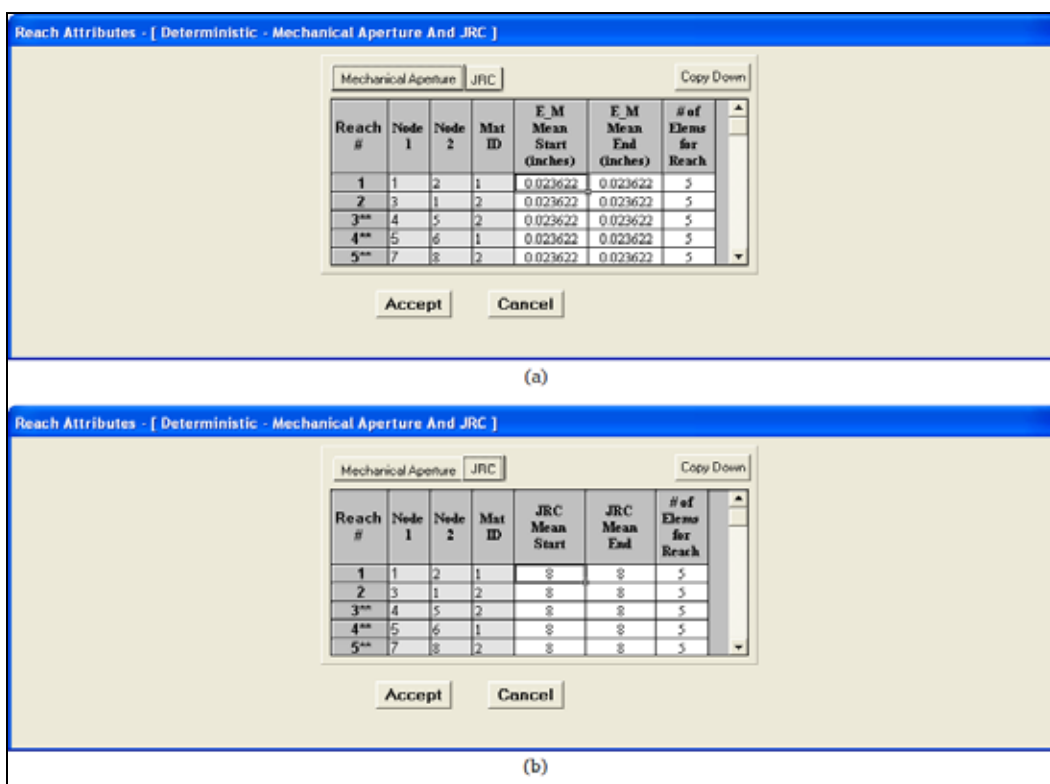 Reach Attributes - [ Deterministic - Mechanical Aperture And JRC ]
Mechanical Aperture JRC Copy Down
Reach # Node 1 Node 2 Mat ID E_M Mean Start (inches) E_M Mean End (inches) # of Elems for Reach
1 1 2 1 0.023622 0.023622 5
2 3 1 2 0.023622 0.023622 5
3** 4 5 2 0.023622 0.023622 5
4** 5 6 1 0.023622 0.023622 5
5** 7 8 2 0.023622 0.023622 5
Accept Cancel
(a)
Reach Attributes - [ Deterministic - Mechanical Aperture And JRC ]
Mechanical Aperture JRC Copy Down
Reach # Node 1 Node 2 Mat ID JRC Mean Start JRC Mean End # of Elems for Reach
1 1 2 1 8 8 5
2 3 1 2 8 8 5
3** 4 5 2 8 8 5
4** 5 6 1 8 8 5
5** 7 8 2 8 8 5
Accept Cancel
(b)